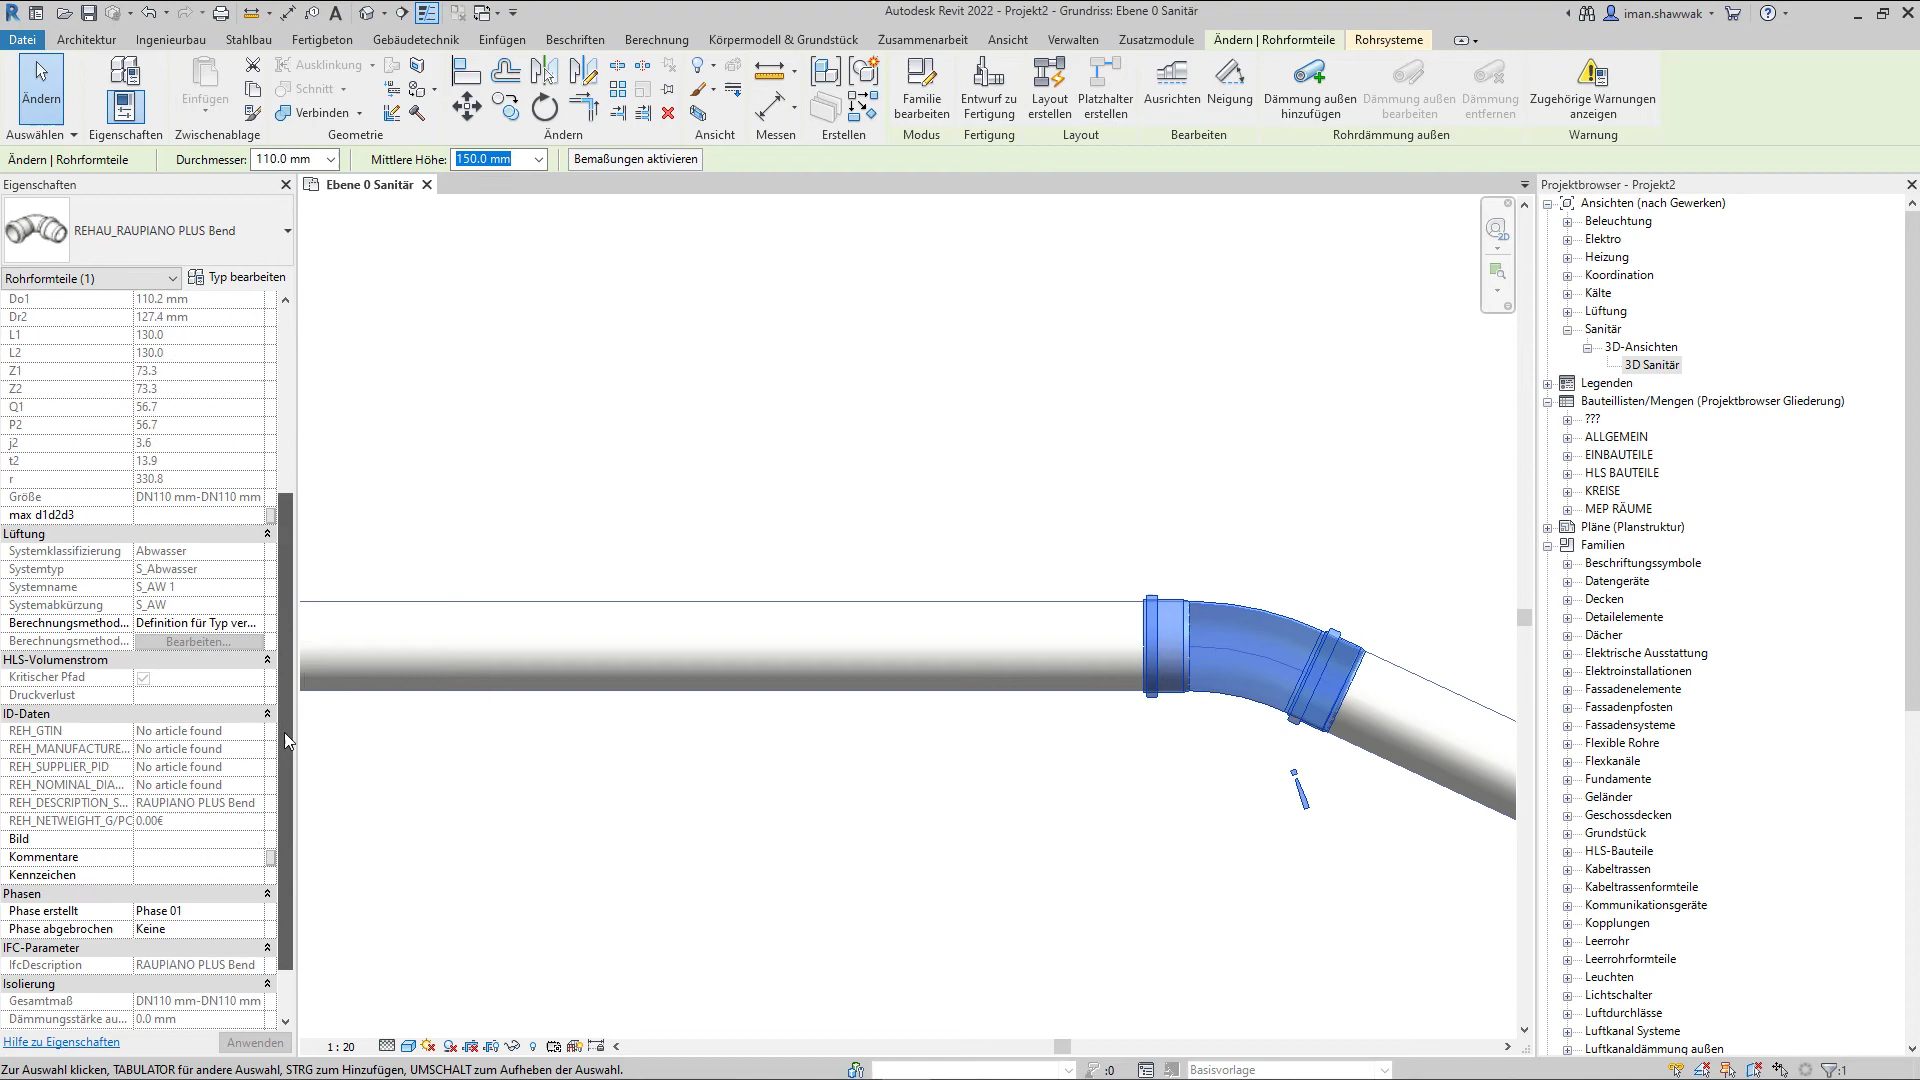 Autodesk Revit 2022 - Projekt2 - Grundriss: Ebene 0 Sanitär
iman.shawwak
Datei Architektur Ingenieurbau Stahlbau Fertigbeton Gebäudetechnik Einfügen Beschriften Berechnung Körpermodell & Grundstück Zusammenarbeit Ansicht Verwalten Zusatzmodule Ändern | Rohrformteile Rohrsysteme
Ausklinkung
Schnitt
Verbinden
Ändern
Einfügen
Familie bearbeiten
Entwurf zu Fertigung
Layout erstellen
Platzhalter erstellen
Ausrichten
Neigung
Dämmung außen hinzufügen
Dämmung außen bearbeiten
Dämmung entfernen
Zugehörige Warnungen anzeigen
Auswählen Eigenschaften Zwischenablage Geometrie Ändern Ansicht Messen Erstellen Modus Fertigung Layout Bearbeiten Rohrdämmung außen Warnung
Ändern | Rohrformteile Durchmesser: 110.0 mm Mittlere Höhe: 150.0 mm Bemaßungen aktivieren
Eigenschaften
REHAU_RAUPIANO PLUS Bend
Rohrformteile (1) Typ bearbeiten
Do1 110.2 mm
Dr2 127.4 mm
L1 130.0
L2 130.0
Z1 73.3
Z2 73.3
Q1 56.7
P2 56.7
j2 3.6
t2 13.9
r 330.8
Größe DN110 mm-DN110 mm
max d1d2d3
Lüftung
Systemklassifizierung Abwasser
Systemtyp S_Abwasser
Systemname S_AW 1
Systemabkürzung S_AW
Berechnungsmethod... Definition für Typ ver...
Berechnungsmethod... Bearbeiten...
HLS-Volumenstrom
Kritischer Pfad
Druckverlust
ID-Daten
REH_GTIN No article found
REH_MANUFACTURE... No article found
REH_SUPPLIER_PID No article found
REH_NOMINAL_DIA... No article found
REH_DESCRIPTION_S... RAUPIANO PLUS Bend
REH_NETWEIGHT_G/PC 0.00€
Bild
Kommentare
Kennzeichen
Phasen
Phase erstellt Phase 01
Phase abgebrochen Keine
IFC-Parameter
IfcDescription RAUPIANO PLUS Bend
Isolierung
Gesamtmaß DN110 mm-DN110 mm
Dämmungsstärke au... 0.0 mm
Hilfe zu Eigenschaften Anwenden
Ebene 0 Sanitär
2D
1 : 20
Projektbrowser - Projekt2
Ansichten (nach Gewerken)
Beleuchtung
Elektro
Heizung
Koordination
Kälte
Lüftung
Sanitär
3D-Ansichten
3D Sanitär
Legenden
Bauteillisten/Mengen (Projektbrowser Gliederung)
???
ALLGEMEIN
EINBAUTEILE
HLS BAUTEILE
KREISE
MEP RÄUME
Pläne (Planstruktur)
Familien
Beschriftungssymbole
Datengeräte
Decken
Detailelemente
Dächer
Elektrische Ausstattung
Elektroinstallationen
Fassadenelemente
Fassadenpfosten
Fassadensysteme
Flexible Rohre
Flexkanäle
Fundamente
Geländer
Geschossdecken
Grundstück
HLS-Bauteile
Kabeltrassen
Kabeltrassenformteile
Kommunikationsgeräte
Kopplungen
Leerrohr
Leerrohrformteile
Leuchten
Lichtschalter
Luftdurchlässe
Luftkanal Systeme
Luftkanaldämmung außen
Zur Auswahl klicken, TABULATOR für andere Auswahl, STRG zum Hinzufügen, UMSCHALT zum Aufheben der Auswahl.
:0
Basisvorlage
:1